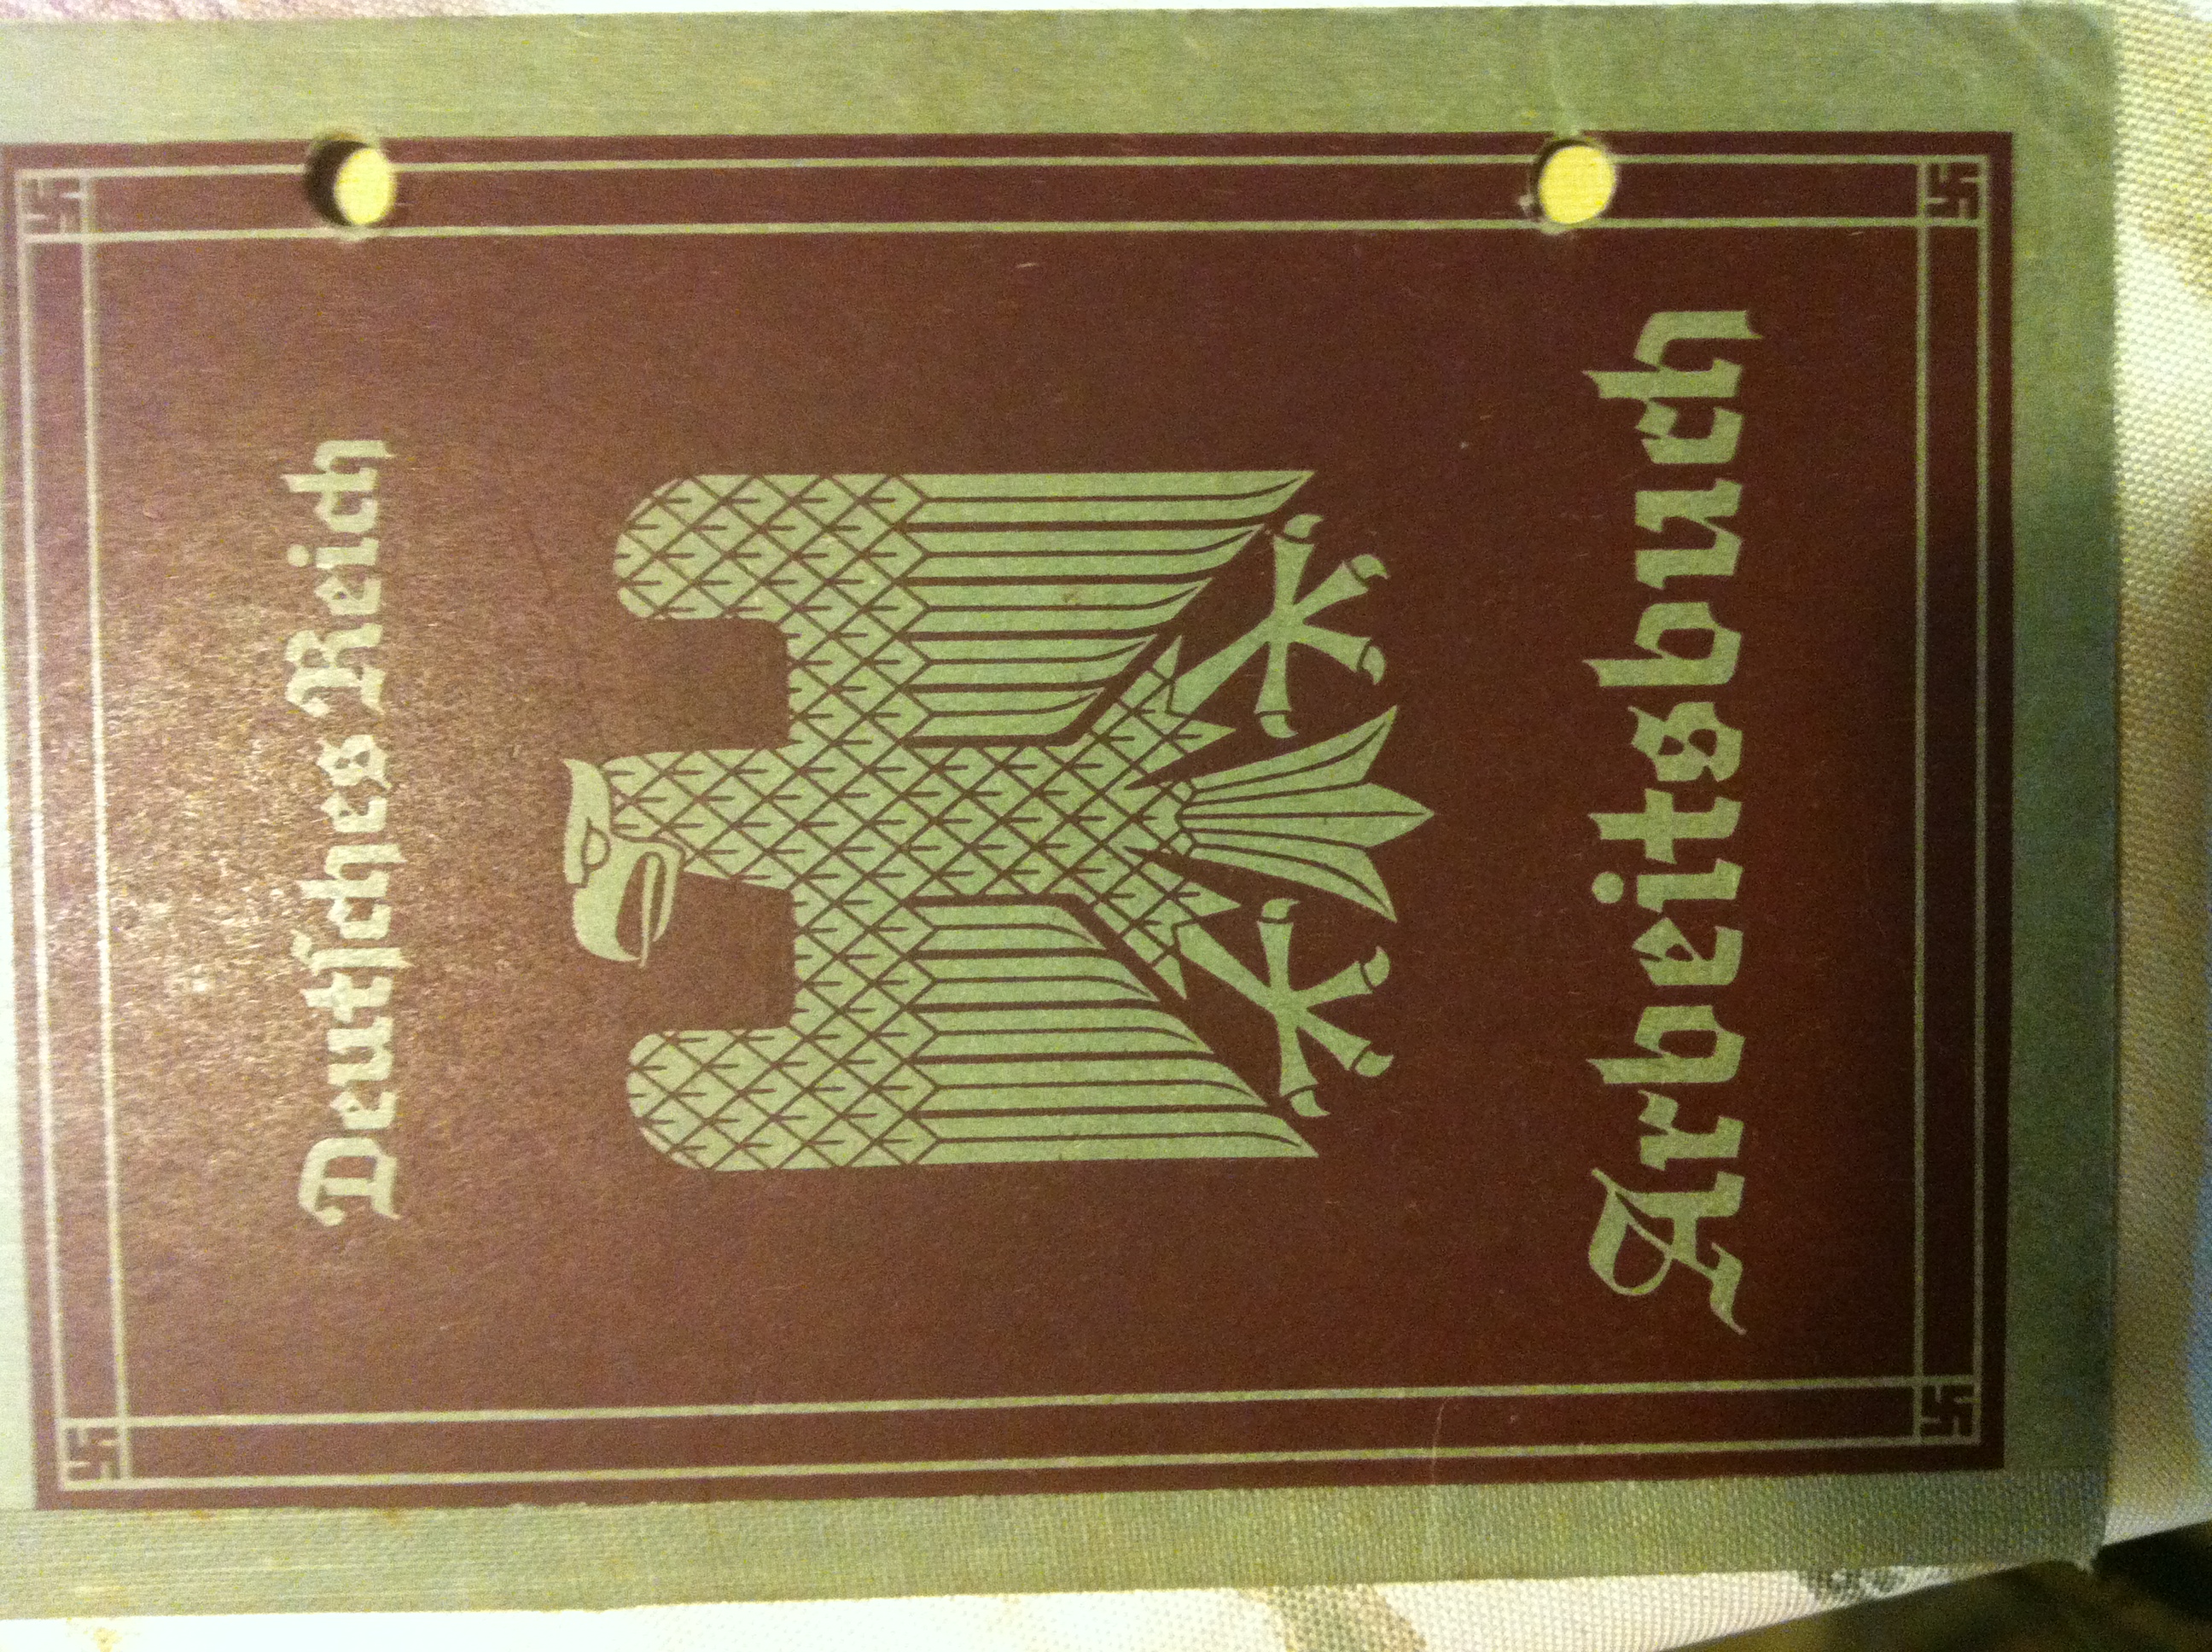 Deutſches Reich
Arbeitsbuch